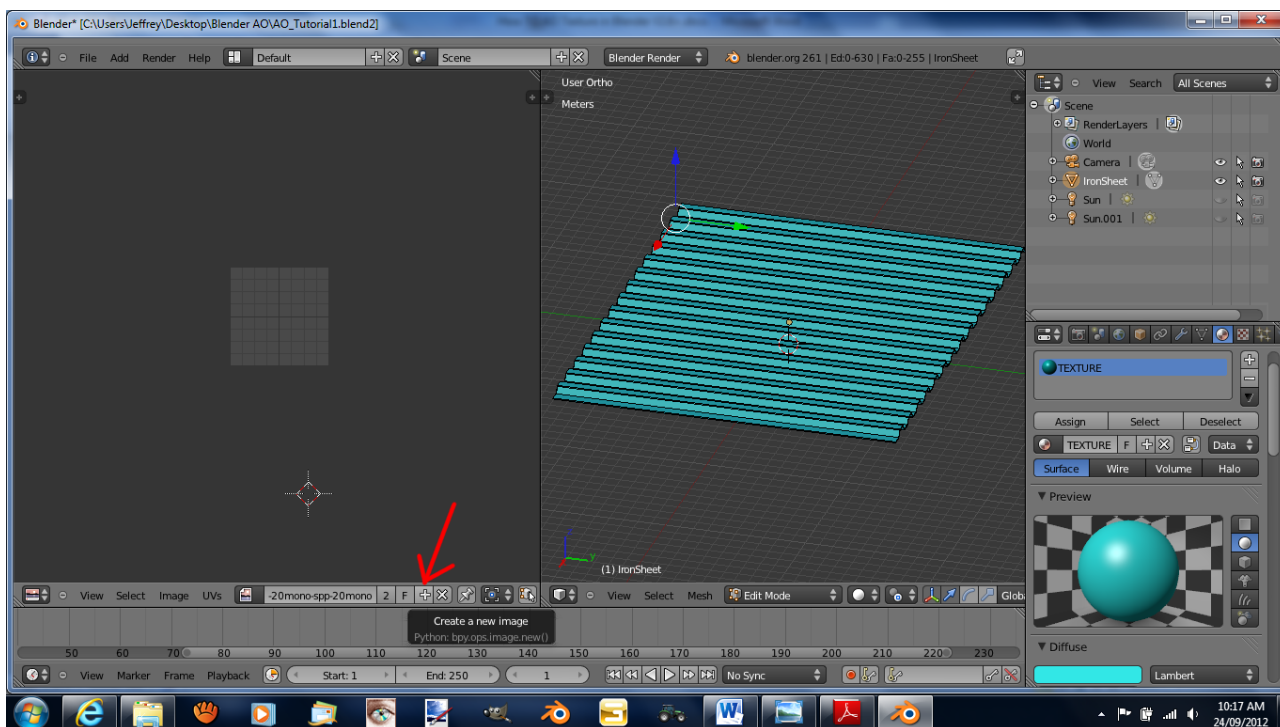 Blender* [C:\Users\Jeffrey\Desktop\Blender AO\AO_Tutorial1.blend2]
File Add Render Help Default Scene Blender Render blender.org 261 | Ed:0-630 | Fa:0-255 | IronSheet
View Search All Scenes
User Ortho
Meters
Scene
RenderLayers |
World
Camera |
IronSheet |
Sun |
Sun.001 |
TEXTURE
Assign Select Deselect
TEXTURE F Data
Surface Wire Volume Halo
Preview
z
y
(1) IronSheet
View Select Image UVs -20mono-spp-20mono 2 F
View Select Mesh Edit Mode Globa
Create a new image
Python: bpy.ops.image.new()
50 60 70 80 90 100 110 120 130 140 150 160 170 180 190 200 210 220 230
View Marker Frame Playback Start: 1 End: 250 1 No Sync
Diffuse
Lambert
10:17 AM
24/09/2012